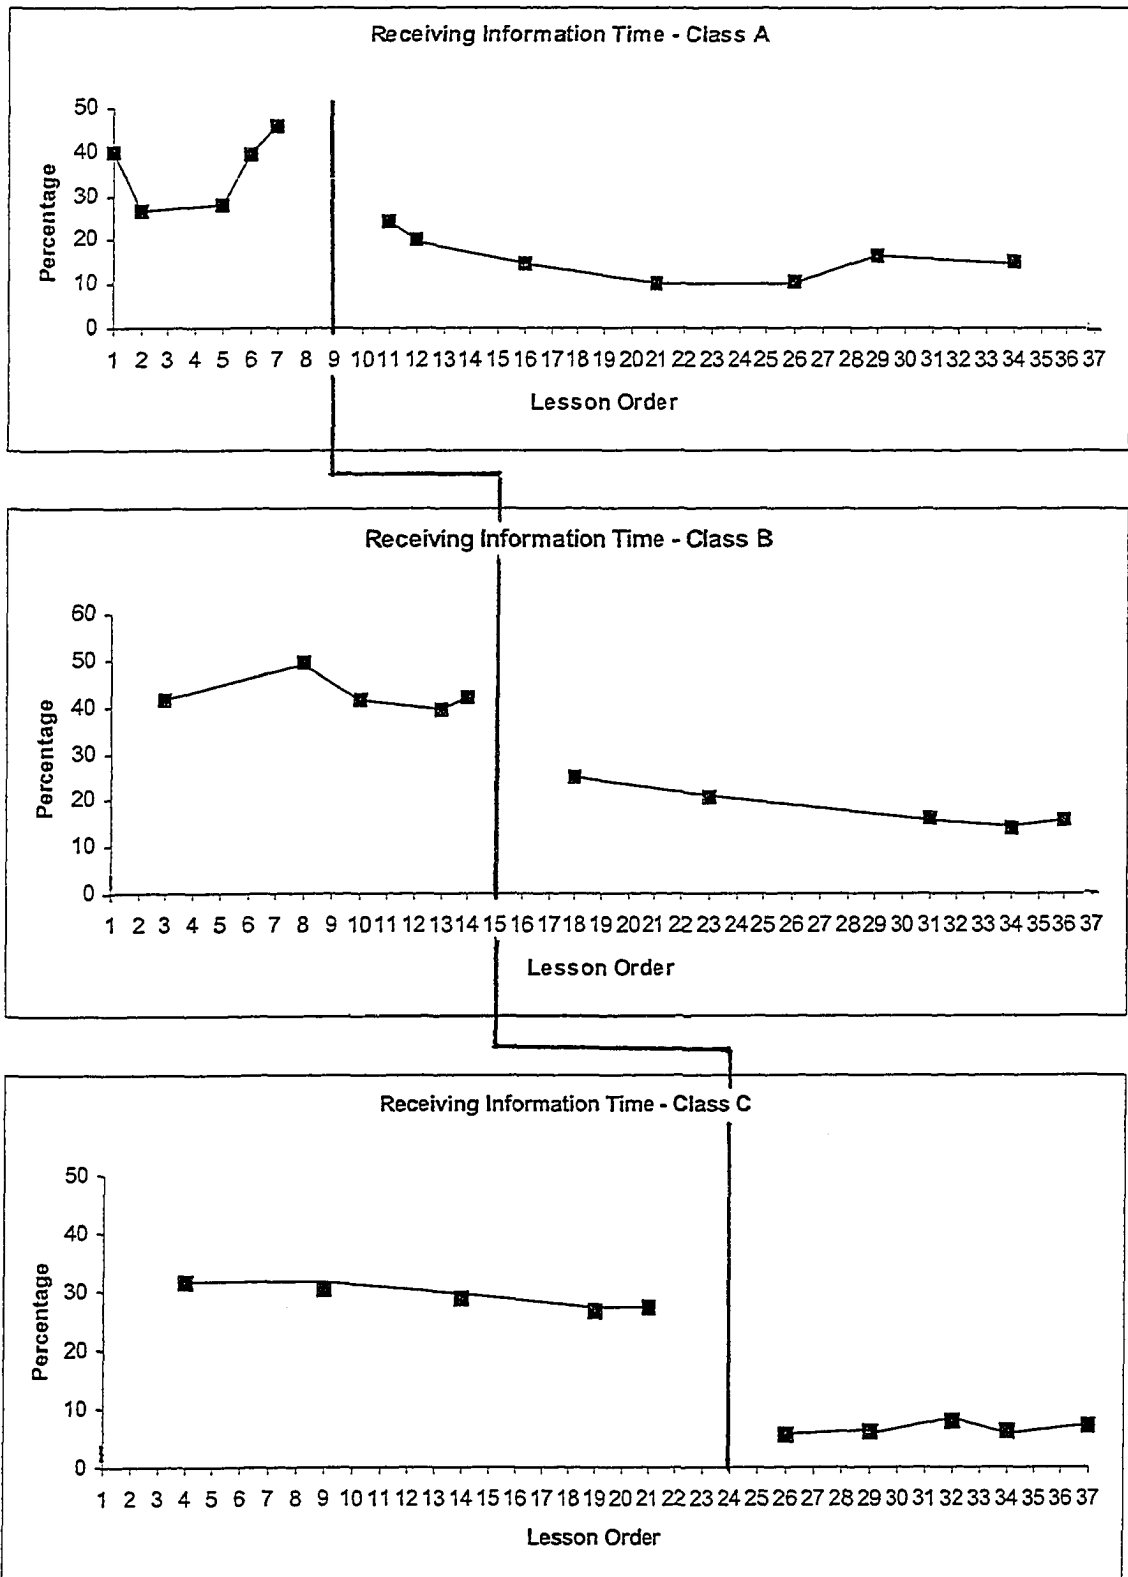 Receiving Information Time - Class A
50
40
30
20
10
0
Percentage
1 2 3 4 5 6 7 8 9 10 11 12 13 14 15 16 17 18 19 20 21 22 23 24 25 26 27 28 29 30 31 32 33 34 35 36 37
Lesson Order
Receiving Information Time - Class B
60
50
40
30
20
10
0
Percentage
1 2 3 4 5 6 7 8 9 10 11 12 13 14 15 16 17 18 19 20 21 22 23 24 25 26 27 28 29 30 31 32 33 34 35 36 37
Lesson Order
Receiving Information Time - Class C
50
40
30
20
10
0
Percentage
1 2 3 4 5 6 7 8 9 10 11 12 13 14 15 16 17 18 19 20 21 22 23 24 25 26 27 28 29 30 31 32 33 34 35 36 37
Lesson Order